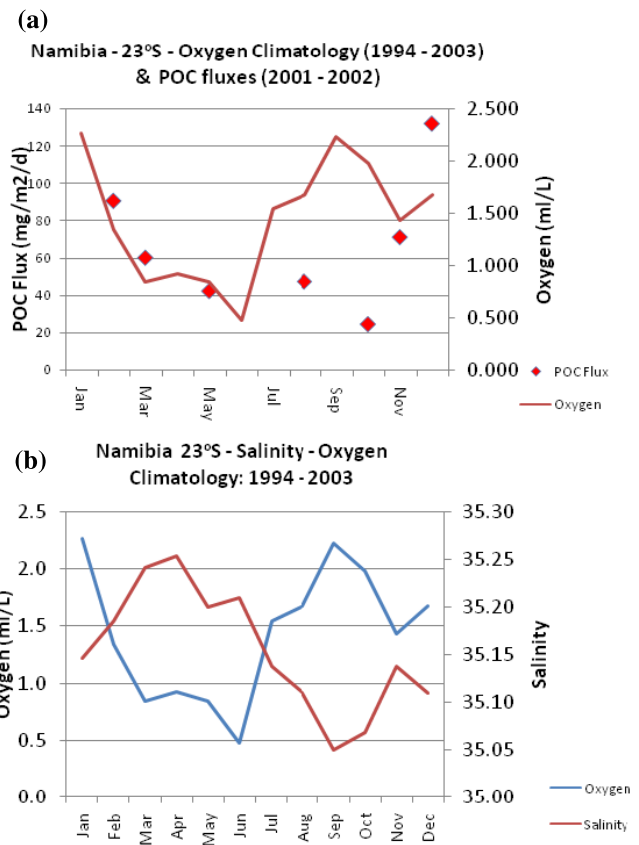 (a)
Namibia - 23°S - Oxygen Climatology (1994 - 2003)
& POC fluxes (2001 - 2002)
140
120
100
80
60
40
20
0
POC Flux (mg/m2/d)
2.500
2.000
1.500
1.000
0.500
0.000
Oxygen (ml/L)
Jan
Mar
May
Jul
Sep
Nov
POC Flux
Oxygen
(b)
Namibia 23°S - Salinity - Oxygen
Climatology: 1994 - 2003
2.5
2.0
1.5
1.0
0.5
0.0
Oxygen (ml/L)
35.30
35.25
35.20
35.15
35.10
35.05
35.00
Salinity
Jan
Feb
Mar
Apr
May
Jun
Jul
Aug
Sep
Oct
Nov
Dec
Oxygen
Salinity